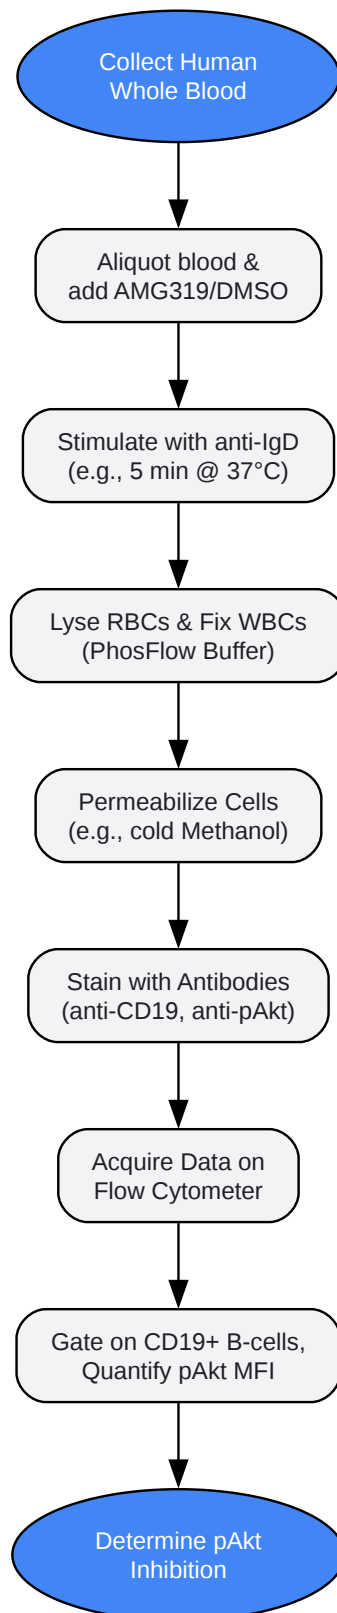 Collect Human
Whole Blood
Aliquot blood &
add AMG319/DMSO
Stimulate with anti-IgD
(e.g., 5 min @ 37°C)
Lyse RBCs & Fix WBCs
(PhosFlow Buffer)
Permeabilize Cells
(e.g., cold Methanol)
Stain with Antibodies
(anti-CD19, anti-pAkt)
Acquire Data on
Flow Cytometer
Gate on CD19+ B-cells,
Quantify pAkt MFI
Determine pAkt
Inhibition